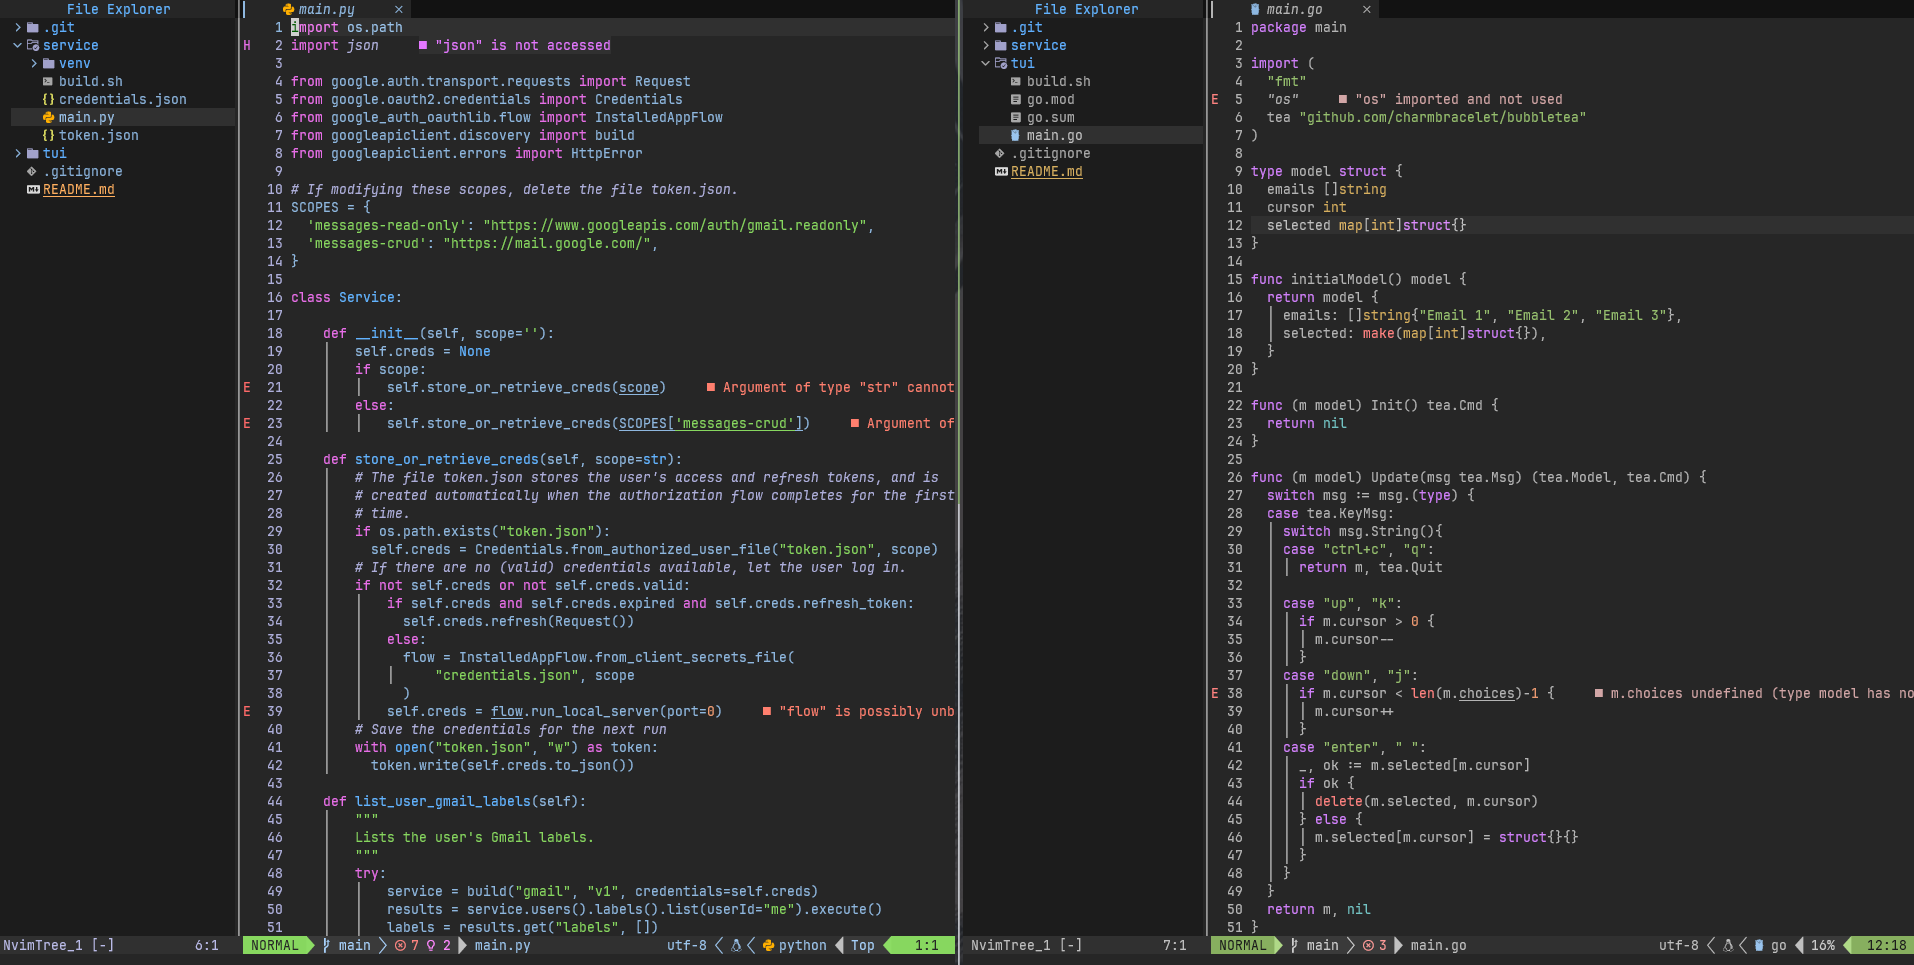 File Explorer
.git
service
venv
build.sh
{} credentials.json
main.py
{} token.json
tui
.gitignore
README.md
NvimTree_1 [-] 6:1
main.py ×
1 import os.path
H 2 import json ■ "json" is not accessed
3
4 from google.auth.transport.requests import Request
5 from google.oauth2.credentials import Credentials
6 from google_auth_oauthlib.flow import InstalledAppFlow
7 from googleapiclient.discovery import build
8 from googleapiclient.errors import HttpError
9
10 # If modifying these scopes, delete the file token.json.
11 SCOPES = {
12 'messages-read-only': "https://www.googleapis.com/auth/gmail.readonly",
13 'messages-crud': "https://mail.google.com/",
14 }
15
16 class Service:
17
18 def __init__(self, scope=''):
19 self.creds = None
20 if scope:
E 21 self.store_or_retrieve_creds(scope) ■ Argument of type "str" cannot
22 else:
E 23 self.store_or_retrieve_creds(SCOPES['messages-crud']) ■ Argument of
24
25 def store_or_retrieve_creds(self, scope=str):
26 # The file token.json stores the user's access and refresh tokens, and is
27 # created automatically when the authorization flow completes for the first
28 # time.
29 if os.path.exists("token.json"):
30 self.creds = Credentials.from_authorized_user_file("token.json", scope)
31 # If there are no (valid) credentials available, let the user log in.
32 if not self.creds or not self.creds.valid:
33 if self.creds and self.creds.expired and self.creds.refresh_token:
34 self.creds.refresh(Request())
35 else:
36 flow = InstalledAppFlow.from_client_secrets_file(
37 "credentials.json", scope
38 )
E 39 self.creds = flow.run_local_server(port=0) ■ "flow" is possibly unb
40 # Save the credentials for the next run
41 with open("token.json", "w") as token:
42 token.write(self.creds.to_json())
43
44 def list_user_gmail_labels(self):
45 """
46 Lists the user's Gmail labels.
47 """
48 try:
49 service = build("gmail", "v1", credentials=self.creds)
50 results = service.users().labels().list(userId="me").execute()
51 labels = results.get("labels", [])
NORMAL main 7 2 main.py utf-8 python Top 1:1
File Explorer
.git
service
tui
build.sh
go.mod
go.sum
main.go
.gitignore
README.md
NvimTree_1 [-] 7:1
main.go ×
1 package main
2
3 import (
4 "fmt"
E 5 "os" ■ "os" imported and not used
6 tea "github.com/charmbracelet/bubbletea"
7 )
8
9 type model struct {
10 emails []string
11 cursor int
12 selected map[int]struct{}
13 }
14
15 func initialModel() model {
16 return model {
17 emails: []string{"Email 1", "Email 2", "Email 3"},
18 selected: make(map[int]struct{}),
19 }
20 }
21
22 func (m model) Init() tea.Cmd {
23 return nil
24 }
25
26 func (m model) Update(msg tea.Msg) (tea.Model, tea.Cmd) {
27 switch msg := msg.(type) {
28 case tea.KeyMsg:
29 switch msg.String(){
30 case "ctrl+c", "q":
31 return m, tea.Quit
32
33 case "up", "k":
34 if m.cursor > 0 {
35 m.cursor--
36 }
37 case "down", "j":
E 38 if m.cursor < len(m.choices)-1 { ■ m.choices undefined (type model has no
39 m.cursor++
40 }
41 case "enter", " ":
42 _, ok := m.selected[m.cursor]
43 if ok {
44 delete(m.selected, m.cursor)
45 } else {
46 m.selected[m.cursor] = struct{}{}
47 }
48 }
49 }
50 return m, nil
51 }
NORMAL main 3 main.go utf-8 go 16% 12:18